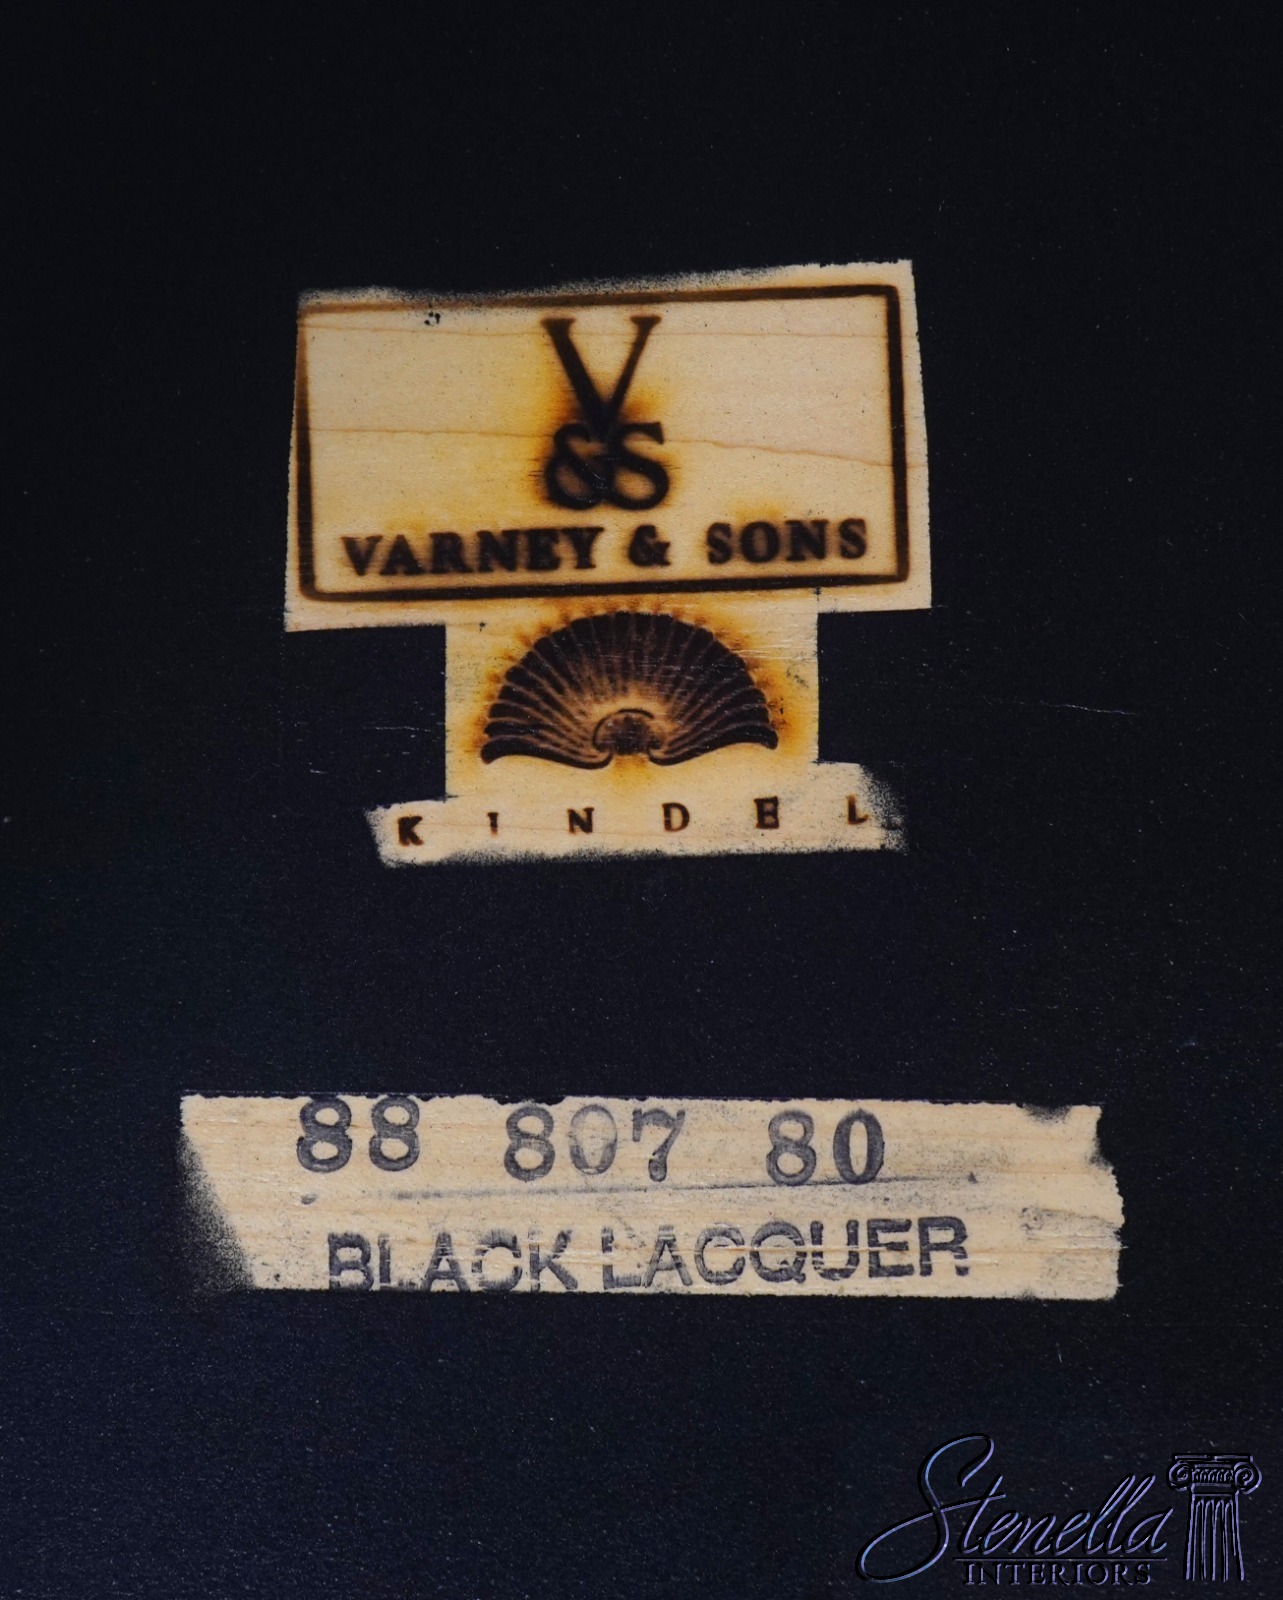 V
&S
VARNEY & SONS
KINDEL
88 807 80
BLACK LACQUER
Stenella
INTERIORS